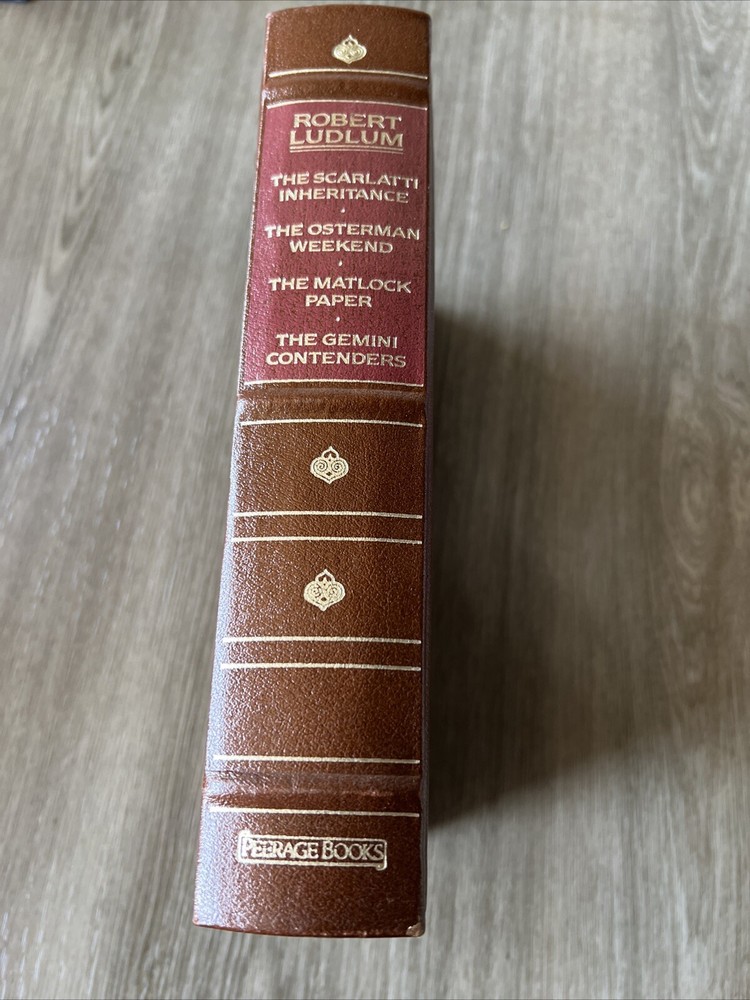 ROBERT
LUDLUM
THE SCARLATTI
INHERITANCE
THE OSTERMAN
WEEKEND
THE MATLOCK
PAPER
THE GEMINI
CONTENDERS
PEERAGE BOOKS